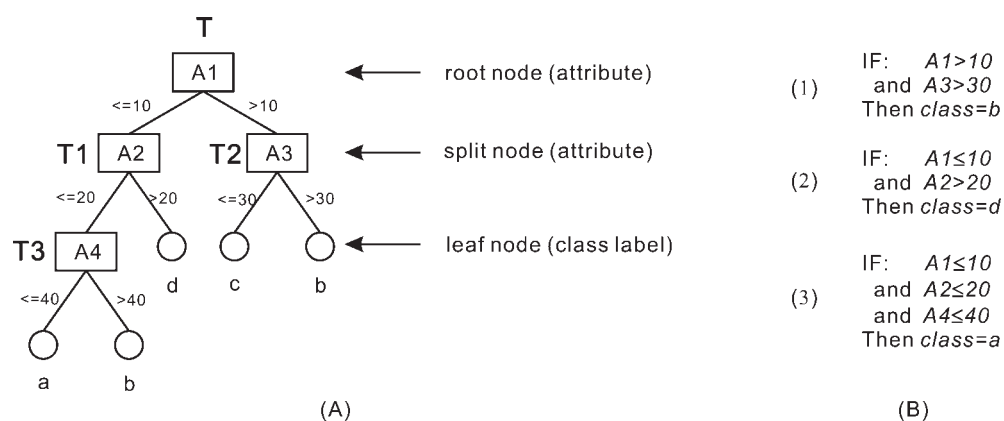 T
A1
root node (attribute)
<=10
>10
T1
A2
T2
A3
split node (attribute)
<=20
>20
<=30
>30
T3
A4
d
c
b
leaf node (class label)
<=40
>40
a
b
(A)
(1)
IF: A1>10
and A3>30
Then class=b
(2)
IF: A1≤10
and A2>20
Then class=d
(3)
IF: A1≤10
and A2≤20
and A4≤40
Then class=a
(B)